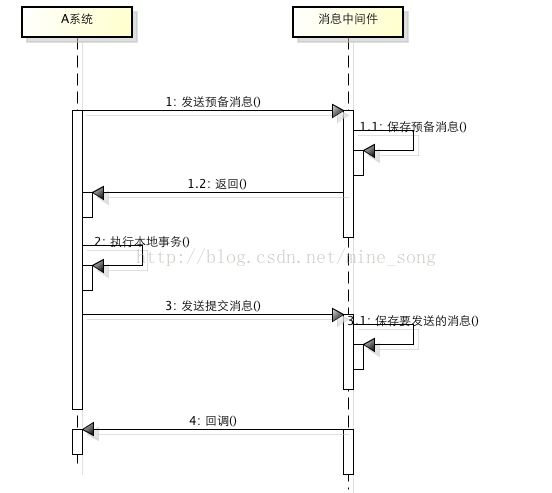 A系统
消息中间件
1: 发送预备消息()
1.1: 保存预备消息()
1.2: 返回()
2: 执行本地事务()
http://blog.csdn.net/mine_song
3: 发送提交消息()
3.1: 保存要发送的消息()
4: 回调()